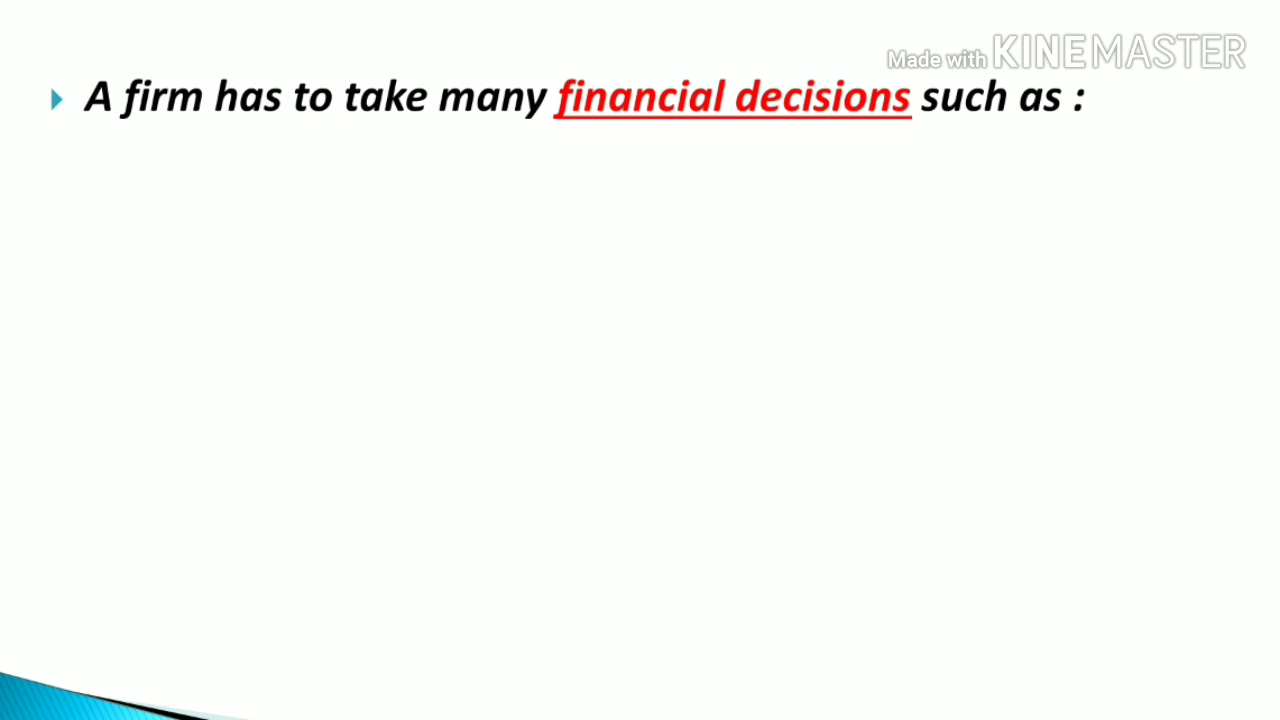 Made with KINEMASTER
A firm has to take many financial decisions such as :